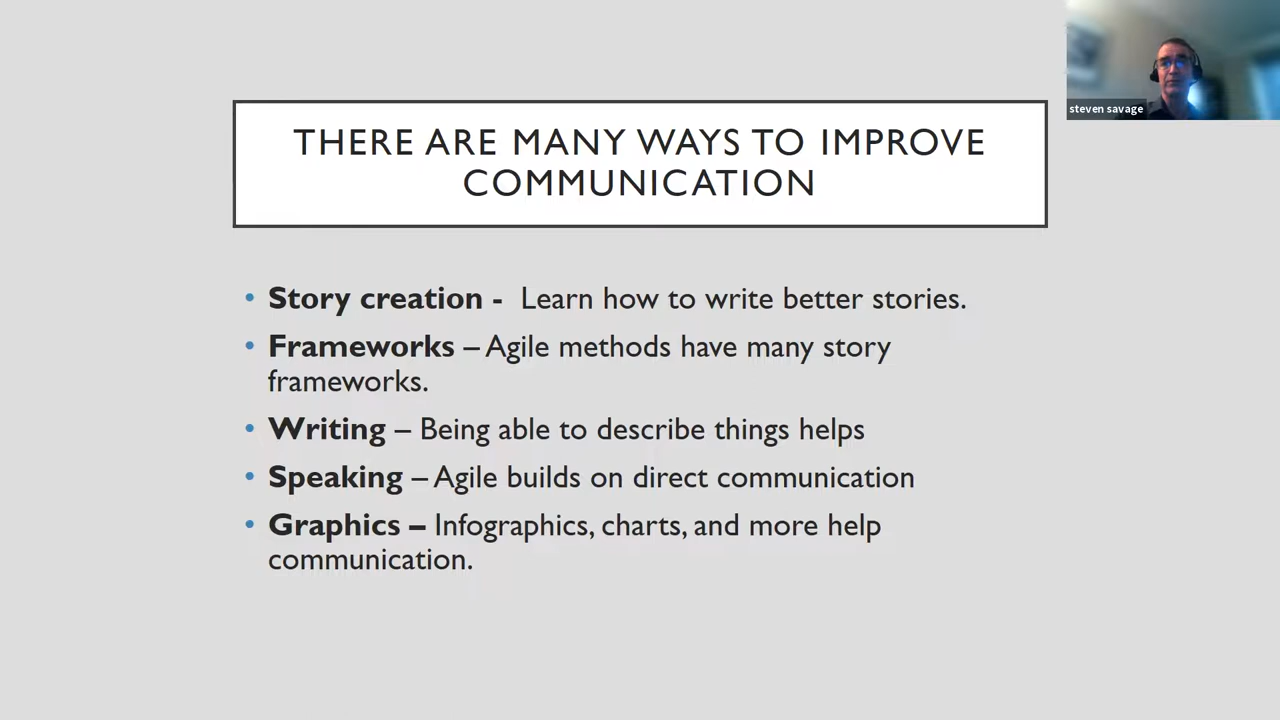 steven savage
THERE ARE MANY WAYS TO IMPROVE
COMMUNICATION
• Story creation - Learn how to write better stories.
• Frameworks – Agile methods have many story
frameworks.
• Writing – Being able to describe things helps
• Speaking – Agile builds on direct communication
• Graphics – Infographics, charts, and more help
communication.